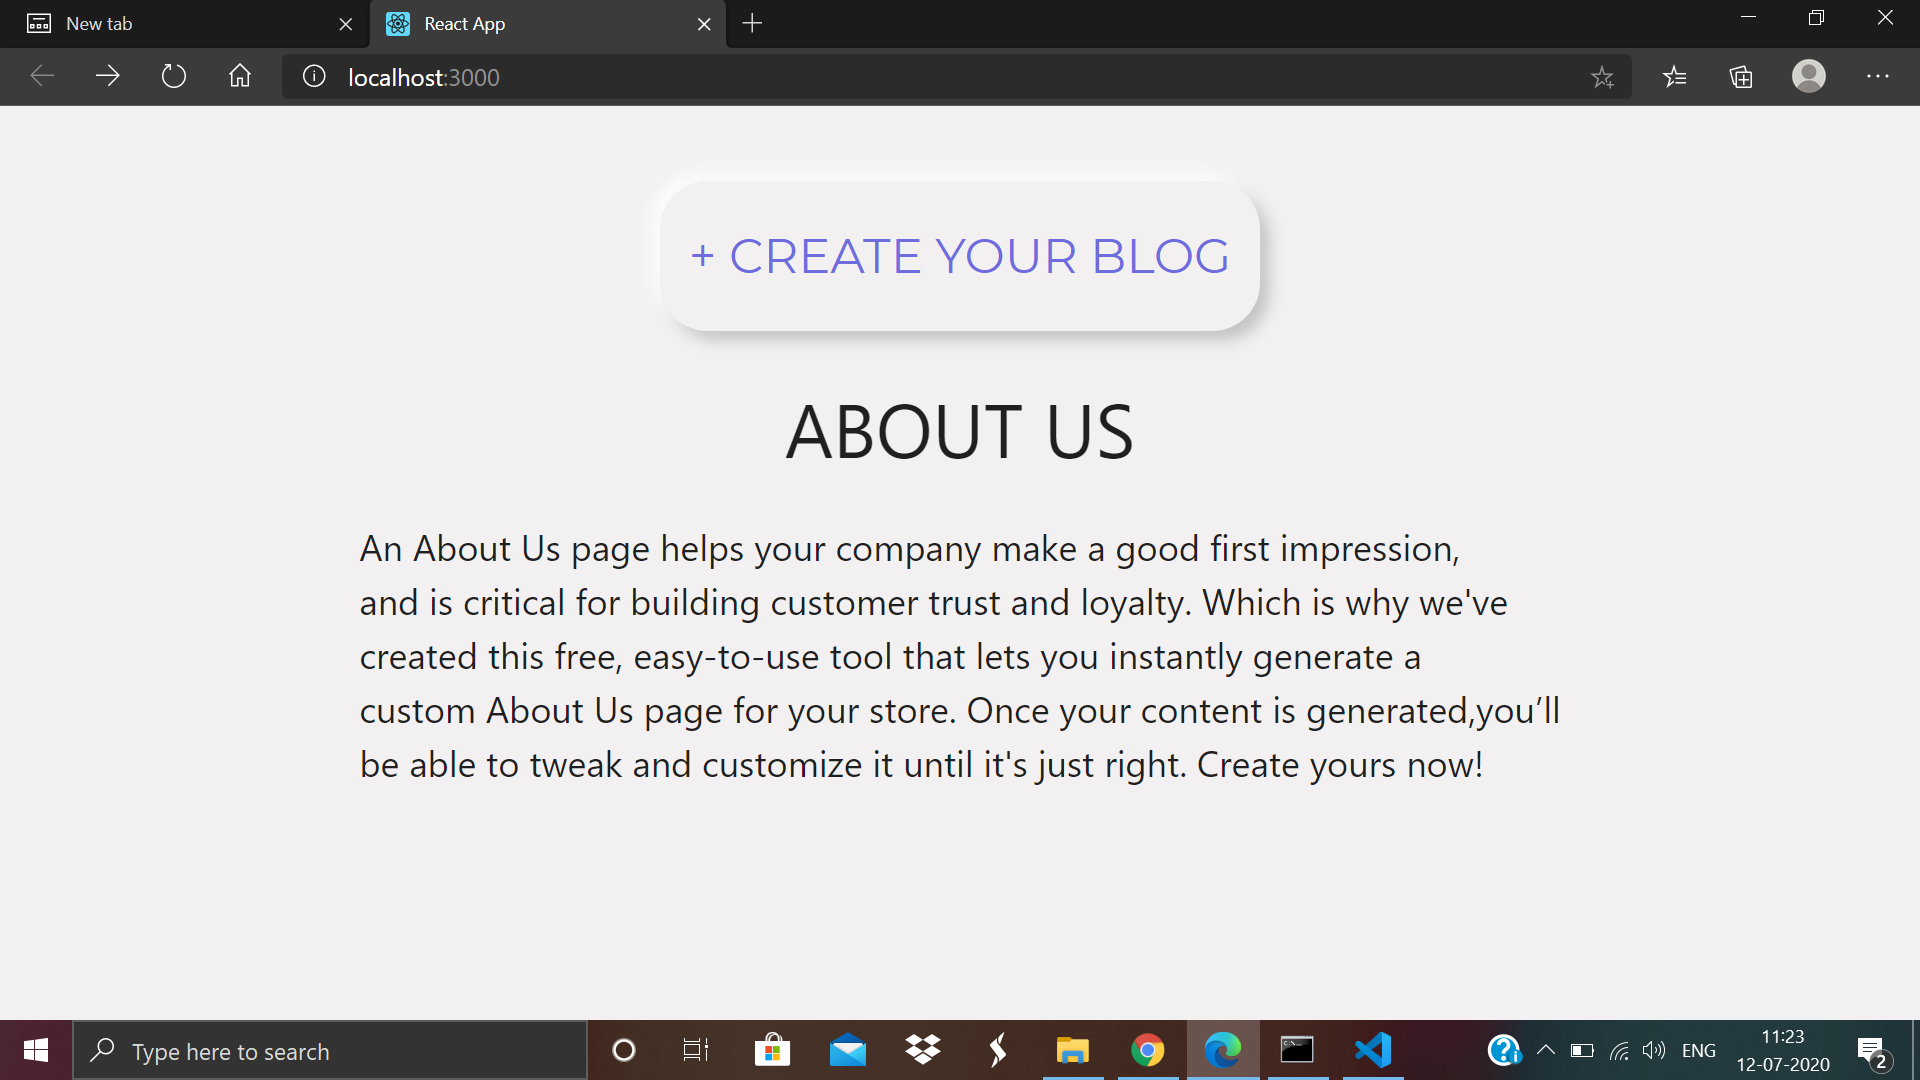 New tab
React App
localhost:3000
+ CREATE YOUR BLOG
ABOUT US
An About Us page helps your company make a good first impression,
and is critical for building customer trust and loyalty. Which is why we've
created this free, easy-to-use tool that lets you instantly generate a
custom About Us page for your store. Once your content is generated,you’ll
be able to tweak and customize it until it's just right. Create yours now!
Type here to search
ENG
11:23
12-07-2020
2